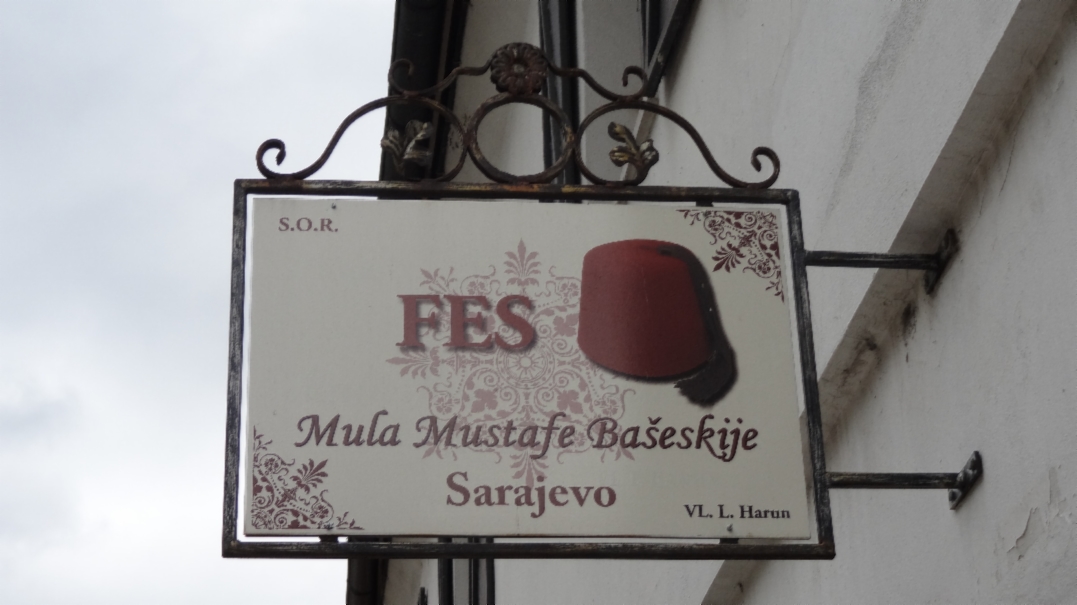 S.O.R.
FES
Mula Mustafe Bašeskije
Sarajevo
VL. L. Harun